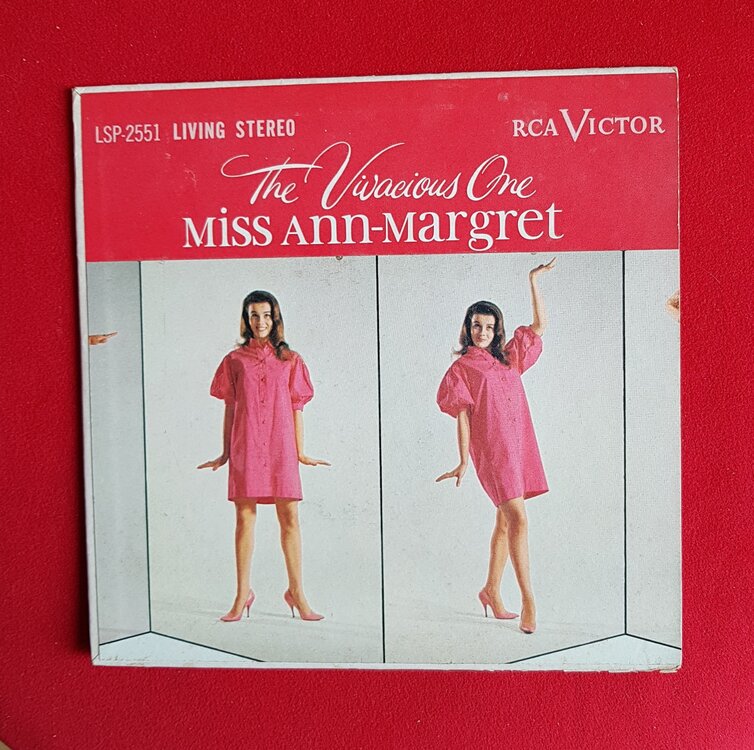 LSP-2551 LIVING STEREO
RCA VICTOR
The Vivacious One
Miss Ann-Margret